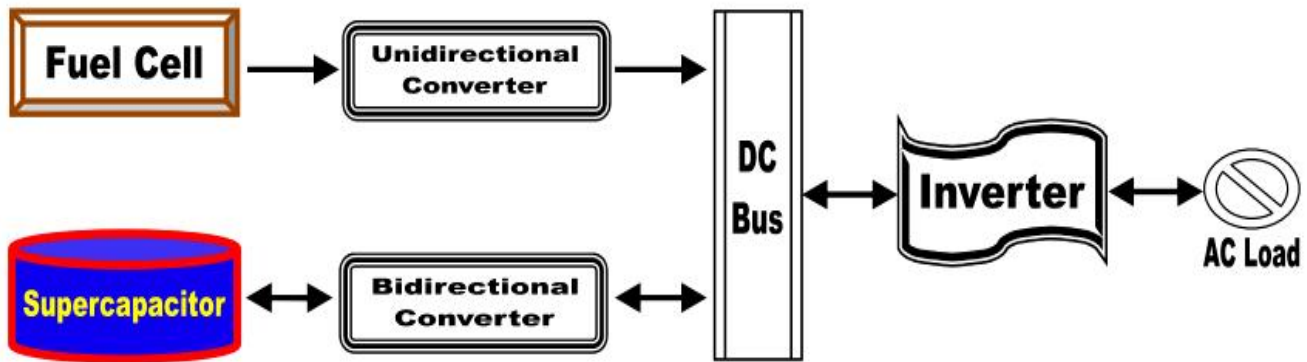 Fuel Cell
Unidirectional
Converter
DC
Bus
Inverter
AC Load
Supercapacitor
Bidirectional
Converter